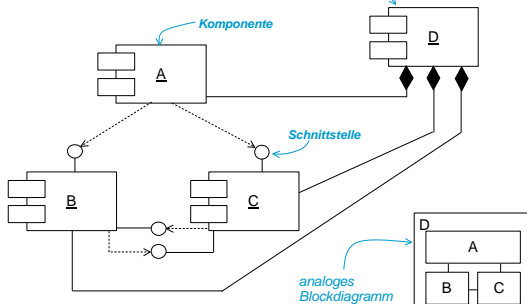 Komponente
D
A
Schnittstelle
B
C
D
A
analoges
Blockdiagramm
B
C